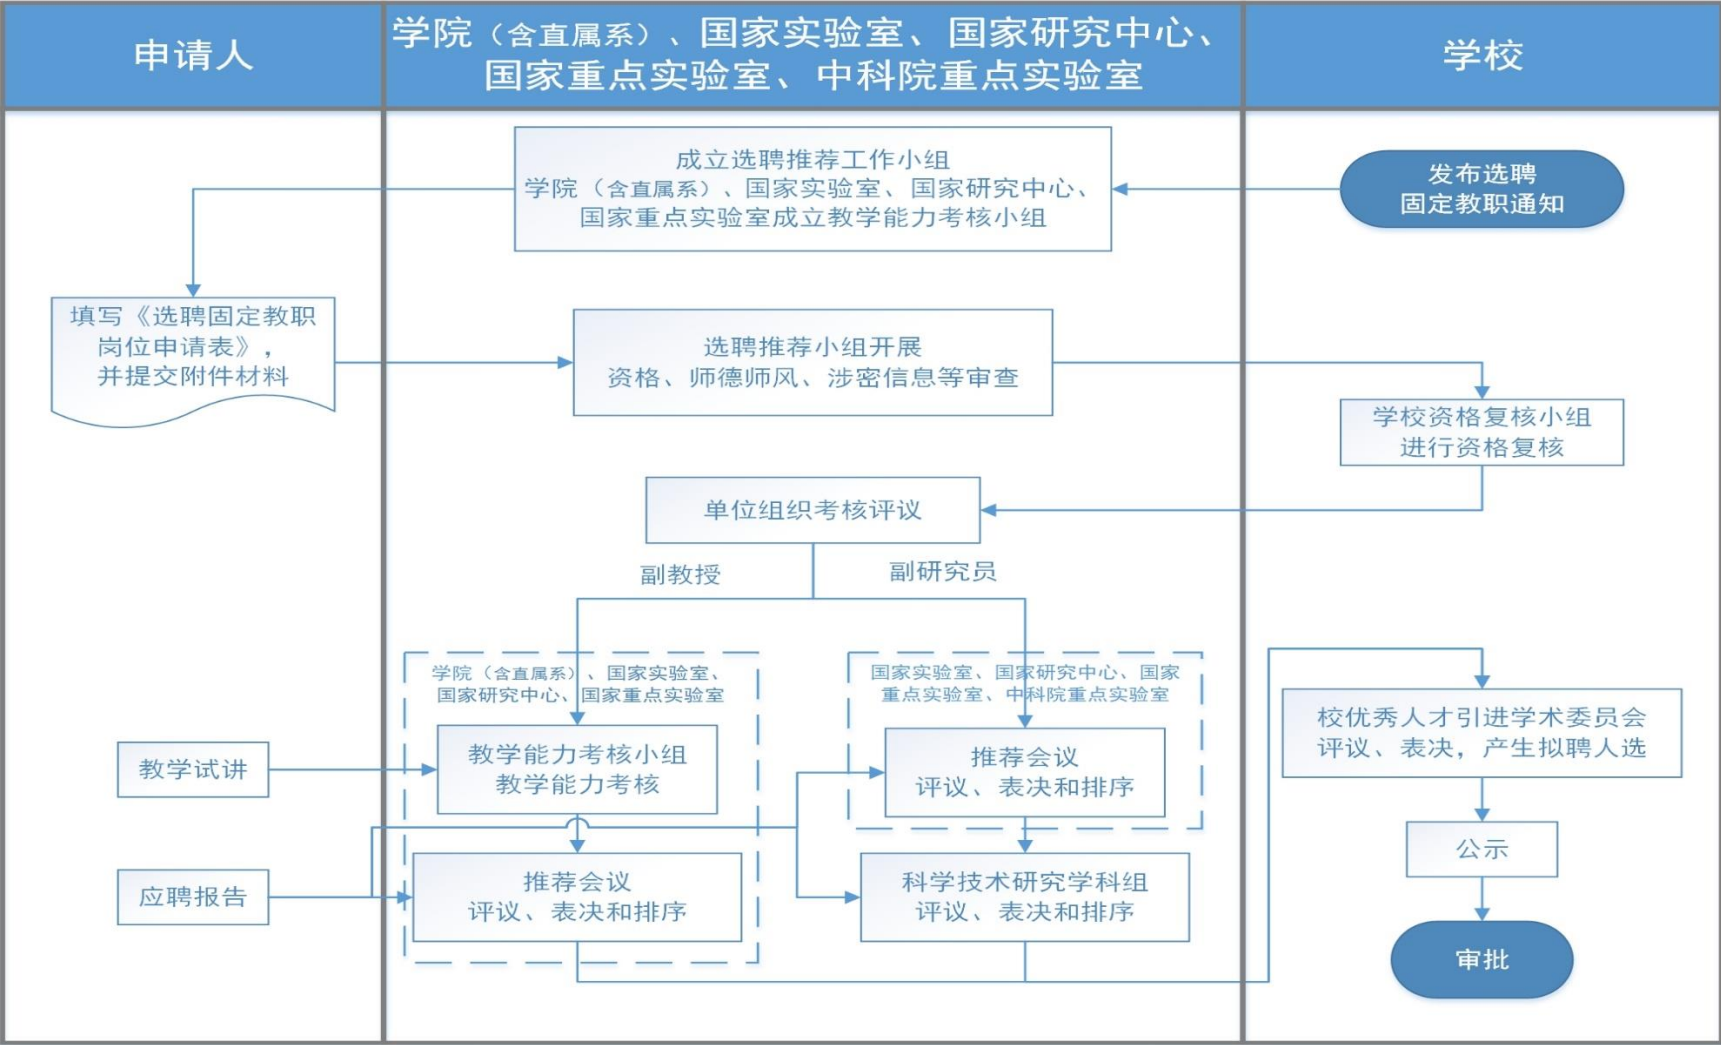 申请人
学院（含直属系）、国家实验室、国家研究中心、
国家重点实验室、中科院重点实验室
学校
成立选聘推荐工作小组
学院（含直属系）、国家实验室、国家研究中心、
国家重点实验室成立教学能力考核小组
发布选聘
固定教职通知
填写《选聘固定教职
岗位申请表》，
并提交附件材料
选聘推荐小组开展
资格、师德师风、涉密信息等审查
学校资格复核小组
进行资格复核
单位组织考核评议
副教授
副研究员
学院（含直属系）、国家实验室、
国家研究中心、国家重点实验室
国家实验室、国家研究中心、国家
重点实验室、中科院重点实验室
教学试讲
教学能力考核小组
教学能力考核
推荐会议
评议、表决和排序
校优秀人才引进学术委员会
评议、表决，产生拟聘人选
应聘报告
推荐会议
评议、表决和排序
科学技术研究学科组
评议、表决和排序
公示
审批